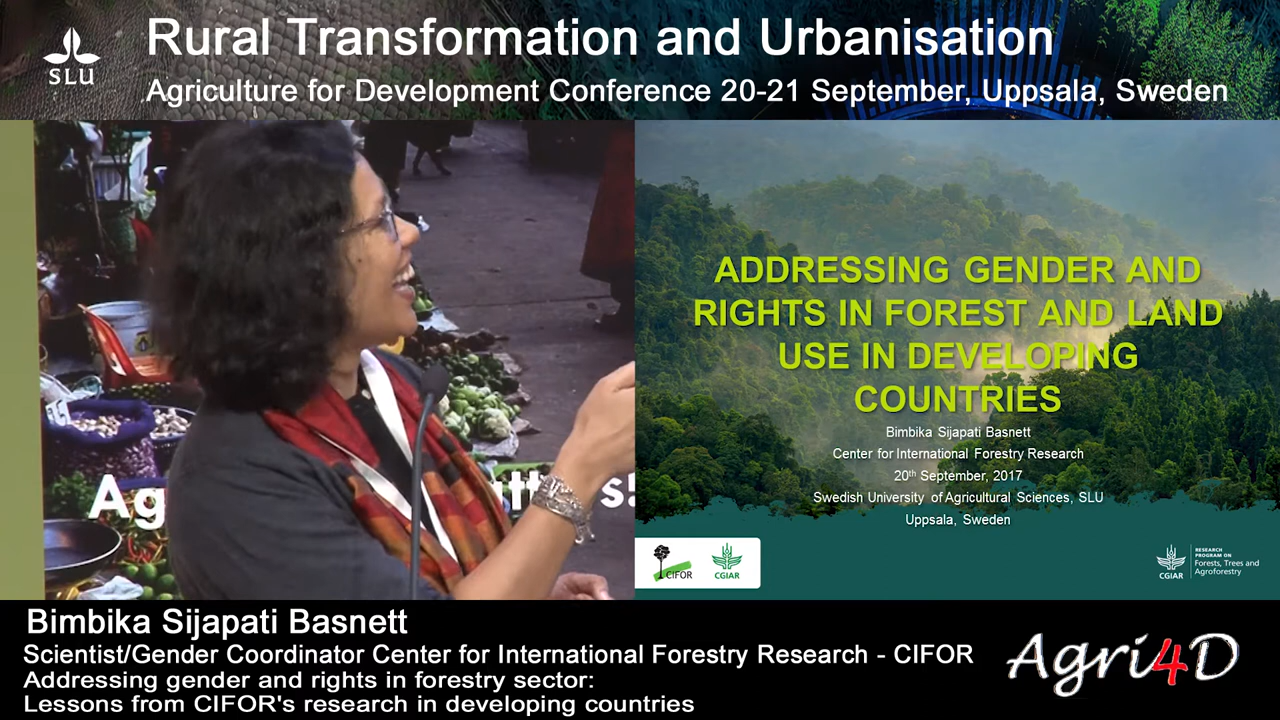 SLU
Rural Transformation and Urbanisation
Agriculture for Development Conference 20-21 September, Uppsala, Sweden
Ag
s!
ADDRESSING GENDER AND
RIGHTS IN FOREST AND LAND
USE IN DEVELOPING
COUNTRIES
Bimbika Sijapati Basnett
Center for International Forestry Research
20th September, 2017
Swedish University of Agricultural Sciences, SLU
Uppsala, Sweden
CIFOR
CGIAR
CGIAR
RESEARCH
PROGRAM ON
Forests, Trees and
Agroforestry
Bimbika Sijapati Basnett
Scientist/Gender Coordinator Center for International Forestry Research - CIFOR
Addressing gender and rights in forestry sector:
Lessons from CIFOR's research in developing countries
Agri4D